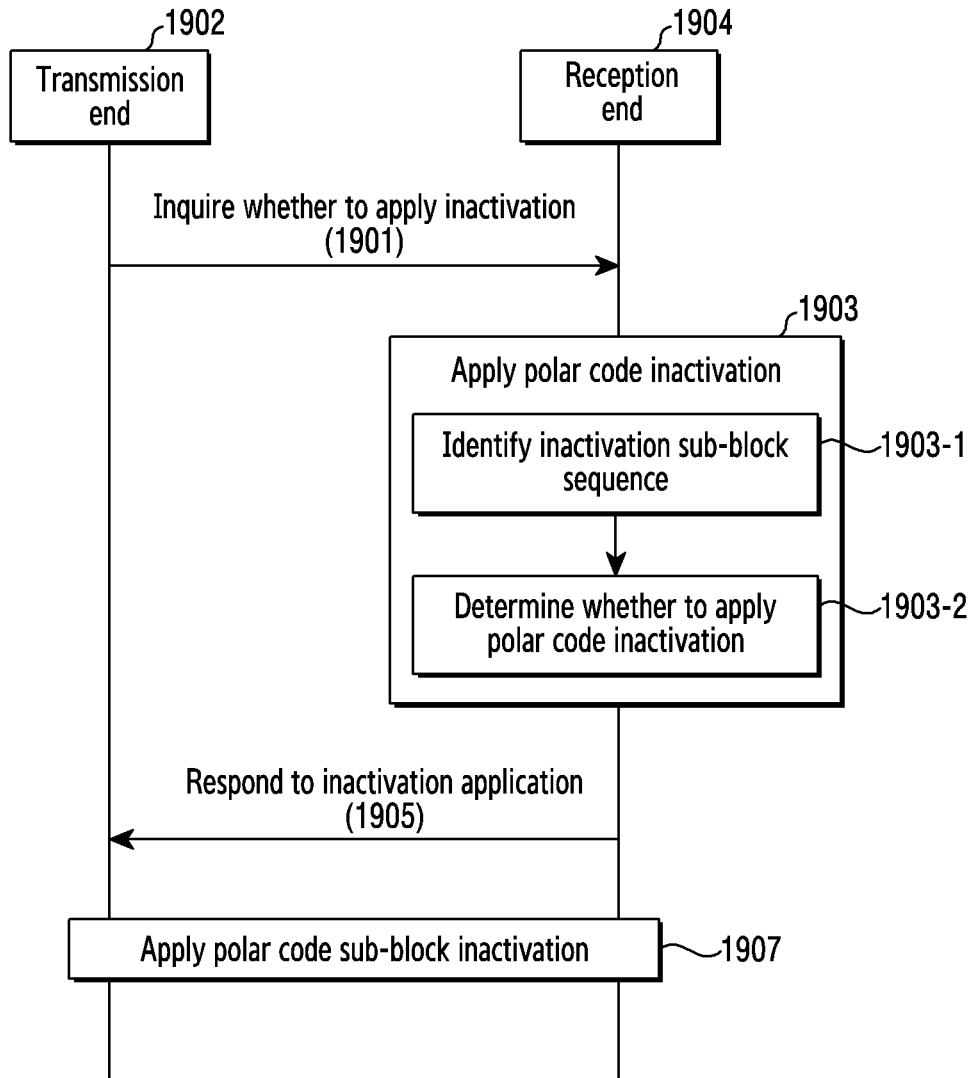 1902
1904
Transmission
end
Reception
end
Inquire whether to apply inactivation
(1901)
1903
Apply polar code inactivation
Identify inactivation sub-block
sequence
1903-1
Determine whether to apply
polar code inactivation
1903-2
Respond to inactivation application
(1905)
Apply polar code sub-block inactivation
1907